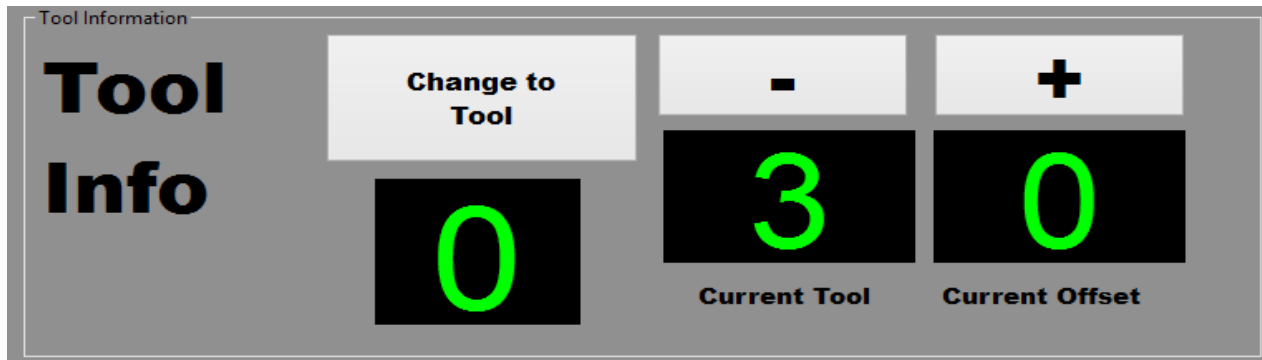 Tool Information
Tool
Info
Change to
Tool
0
-
+
3
0
Current Tool
Current Offset